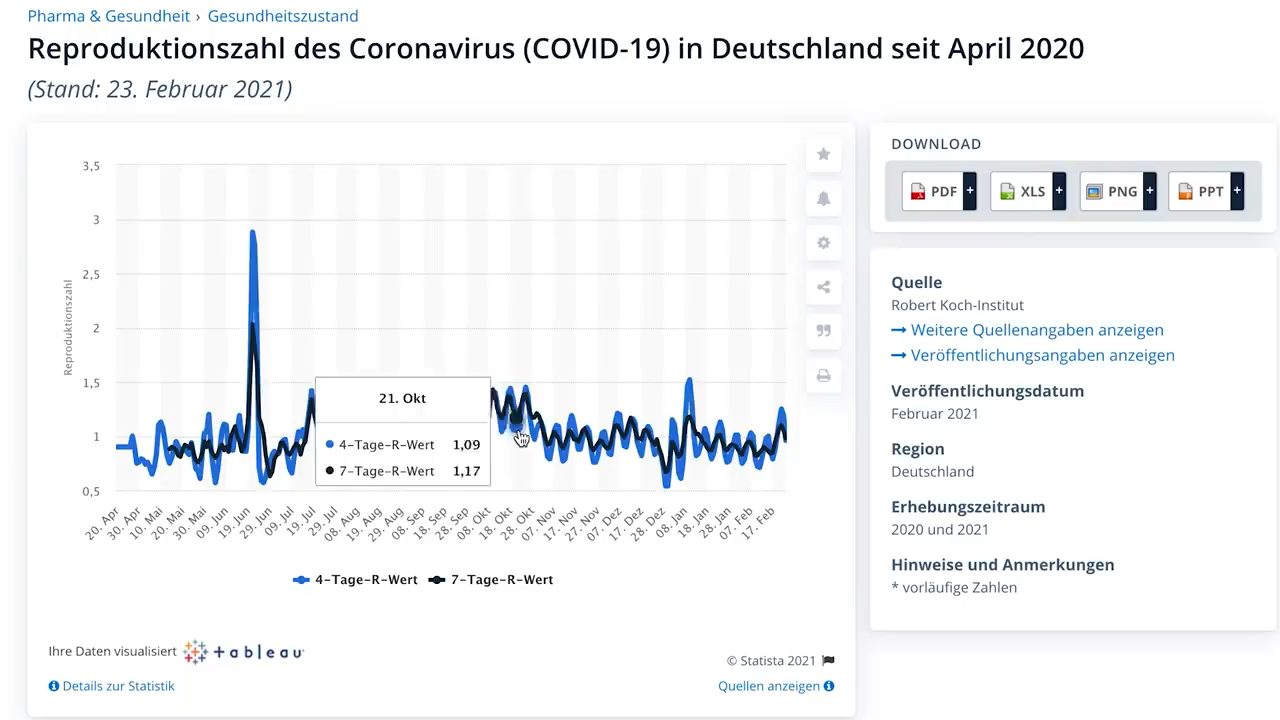 Pharma & Gesundheit › Gesundheitszustand
Reproduktionszahl des Coronavirus (COVID-19) in Deutschland seit April 2020
(Stand: 23. Februar 2021)
3,5
3
2,5
2
1,5
1
0,5
Reproduktionszahl
21. Okt
4-Tage-R-Wert 1,09
7-Tage-R-Wert 1,17
20. Apr
30. Apr
10. Mai
20. Mai
30. Mai
09. Jun
19. Jun
29. Jun
09. Jul
19. Jul
29. Jul
08. Aug
19. Aug
29. Aug
08. Sep
18. Sep
28. Sep
08. Okt
18. Okt
28. Okt
07. Nov
17. Nov
27. Nov
07. Dez
17. Dez
28. Dez
08. Jan
18. Jan
28. Jan
07. Feb
17. Feb
4-Tage-R-Wert 7-Tage-R-Wert
Ihre Daten visualisiert +ableau
© Statista 2021
Details zur Statistik
Quellen anzeigen
DOWNLOAD
PDF + XLS + PNG + PPT +
Quelle
Robert Koch-Institut
→ Weitere Quellenangaben anzeigen
→ Veröffentlichungsangaben anzeigen
Veröffentlichungsdatum
Februar 2021
Region
Deutschland
Erhebungszeitraum
2020 und 2021
Hinweise und Anmerkungen
* vorläufige Zahlen